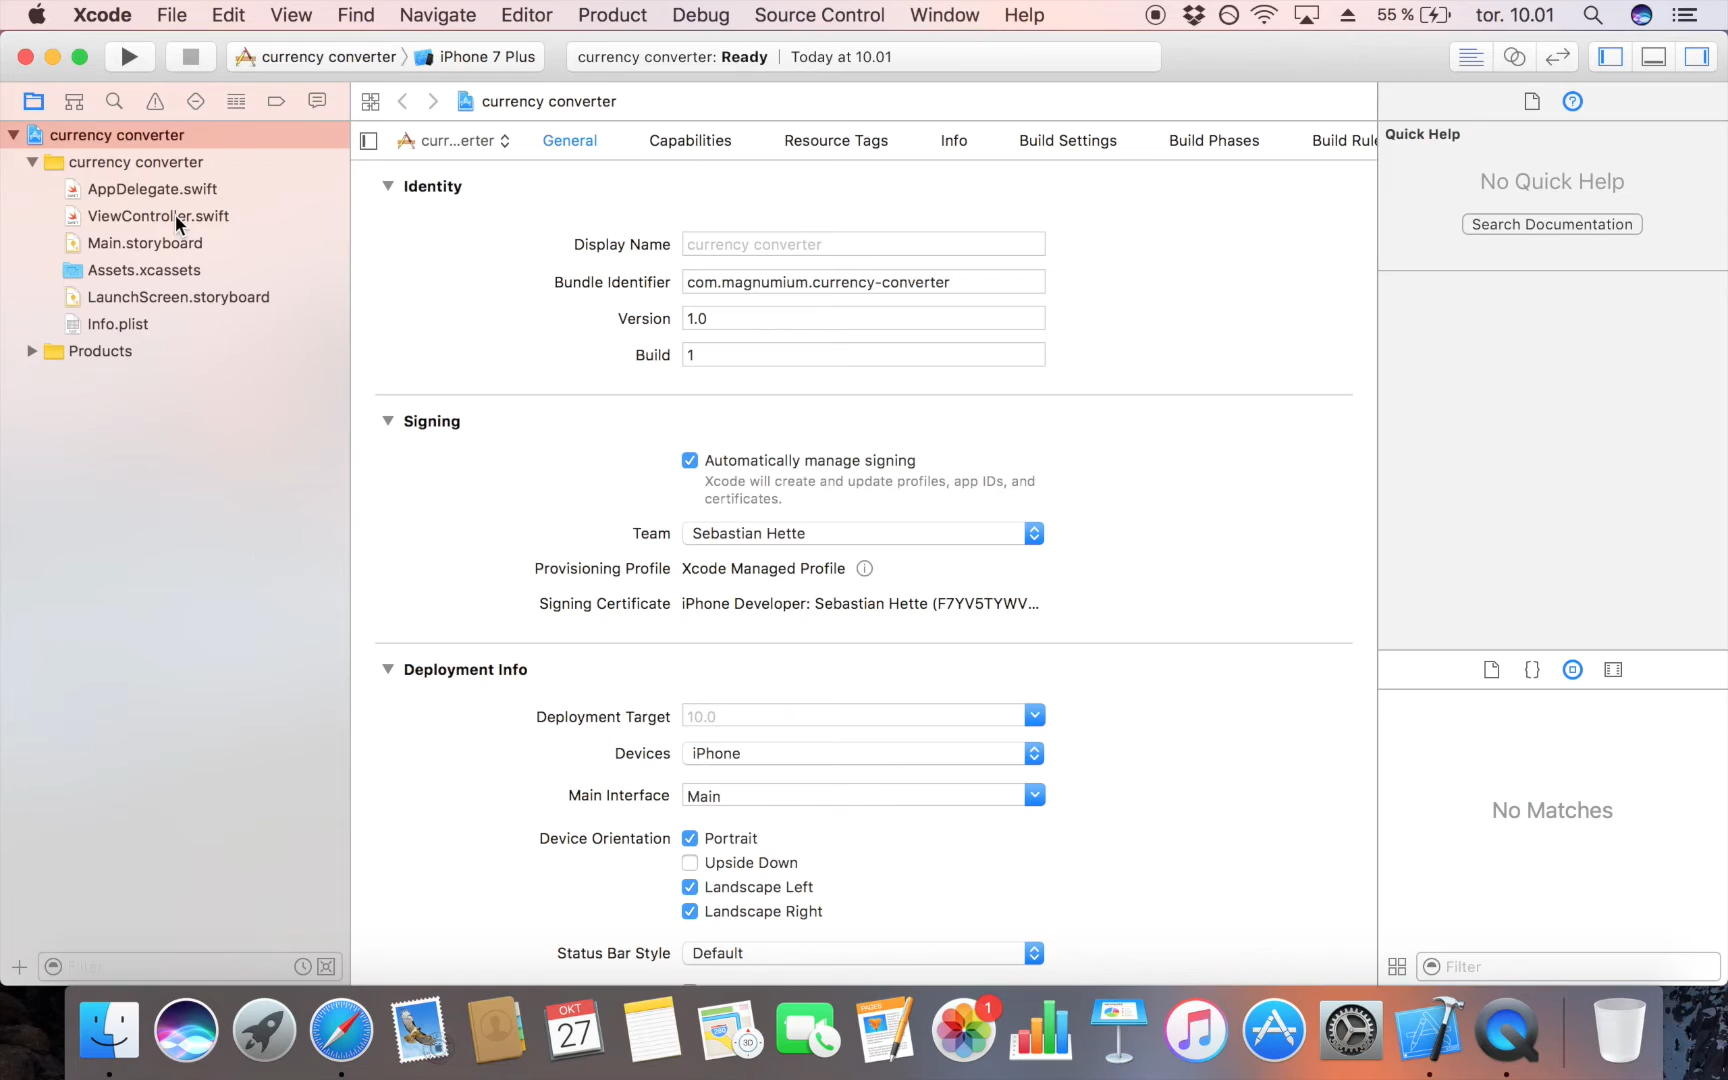 Xcode File Edit View Find Navigate Editor Product Debug Source Control Window Help 55 % tor. 10.01
currency converter iPhone 7 Plus currency converter: Ready Today at 10.01
currency converter
curr...erter General Capabilities Resource Tags Info Build Settings Build Phases Build Rule
currency converter
currency converter
AppDelegate.swift
ViewController.swift
Main.storyboard
Assets.xcassets
LaunchScreen.storyboard
Info.plist
Products
Filter
Identity
Display Name currency converter
Bundle Identifier com.magnumium.currency-converter
Version 1.0
Build 1
Signing
Automatically manage signing
Xcode will create and update profiles, app IDs, and
certificates.
Team Sebastian Hette
Provisioning Profile Xcode Managed Profile
Signing Certificate iPhone Developer: Sebastian Hette (F7YV5TYWV...
Deployment Info
Deployment Target 10.0
Devices iPhone
Main Interface Main
Device Orientation Portrait
Upside Down
Landscape Left
Landscape Right
Status Bar Style Default
Quick Help
No Quick Help
Search Documentation
No Matches
Filter
OKT
27
280
3D
PAGES
1